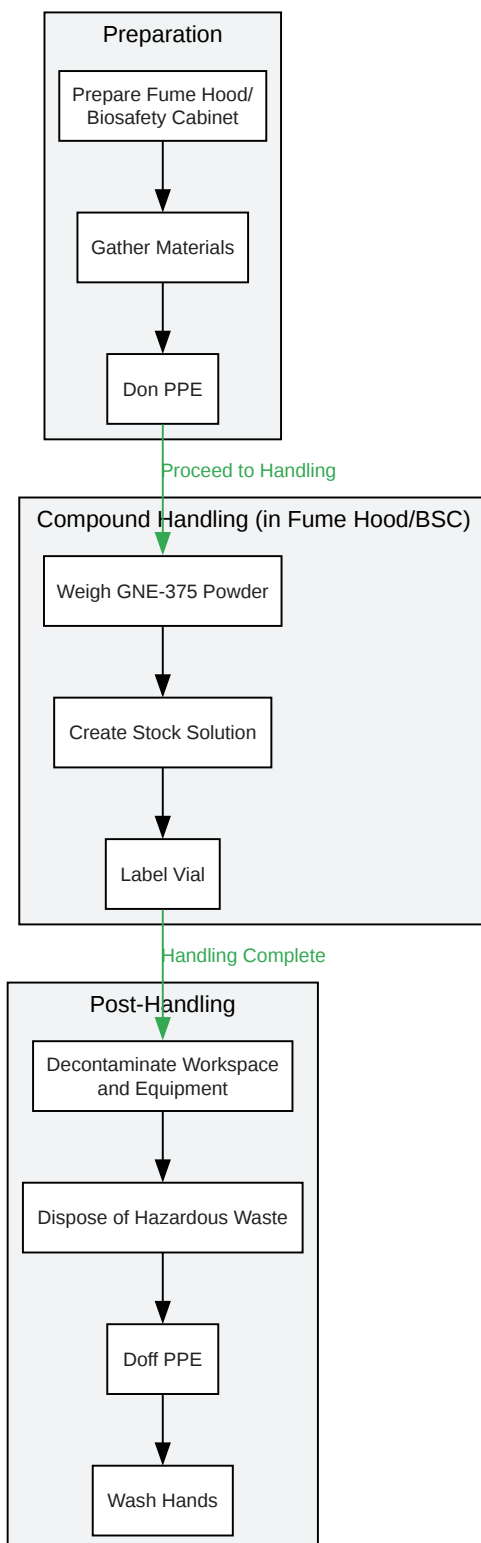 Preparation
Prepare Fume Hood/
Biosafety Cabinet
Gather Materials
Don PPE
Proceed to Handling
Compound Handling (in Fume Hood/BSC)
Weigh GNE-375 Powder
Create Stock Solution
Label Vial
Handling Complete
Post-Handling
Decontaminate Workspace
and Equipment
Dispose of Hazardous Waste
Doff PPE
Wash Hands